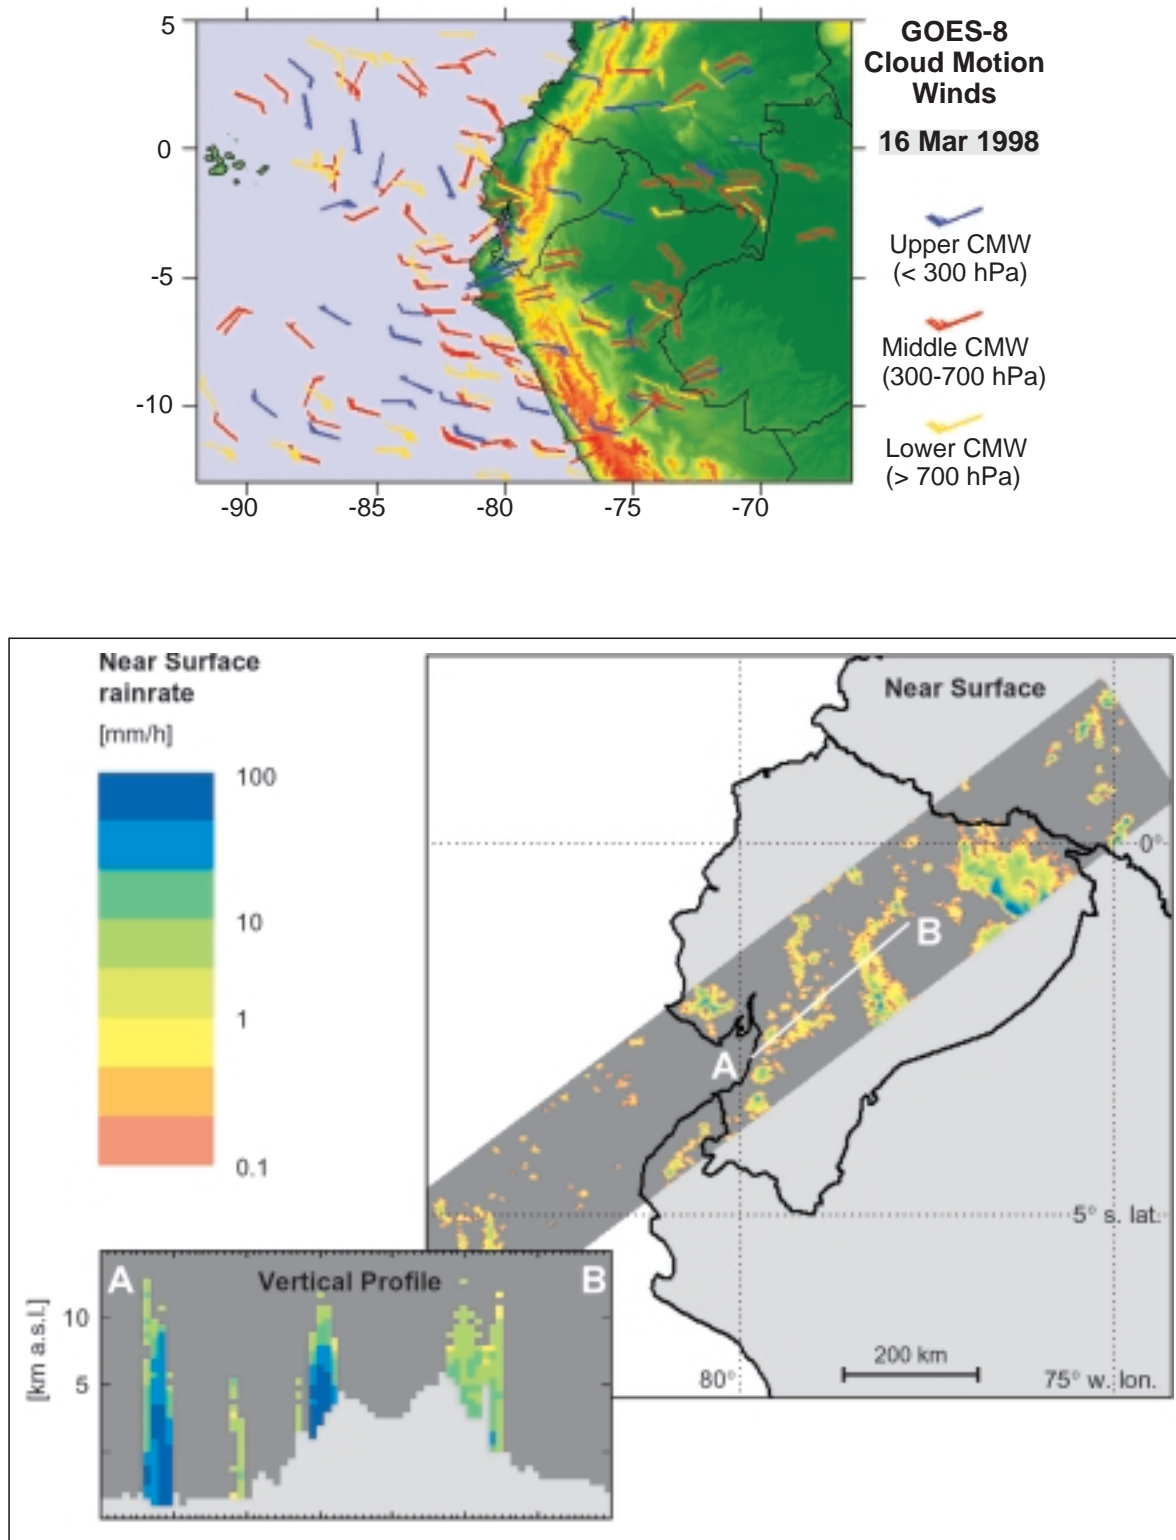 GOES-8
Cloud Motion
Winds
16 Mar 1998
5
0
-5
-10
-90
-85
-80
-75
-70
Upper CMW
(< 300 hPa)
Middle CMW
(300-700 hPa)
Lower CMW
(> 700 hPa)
Near Surface
rainrate
[mm/h]
100
10
1
0.1
Near Surface
0°
B
A
5° s. lat.
200 km
80°
75° w. lon.
A
Vertical Profile
B
[km a.s.l.]
10
5